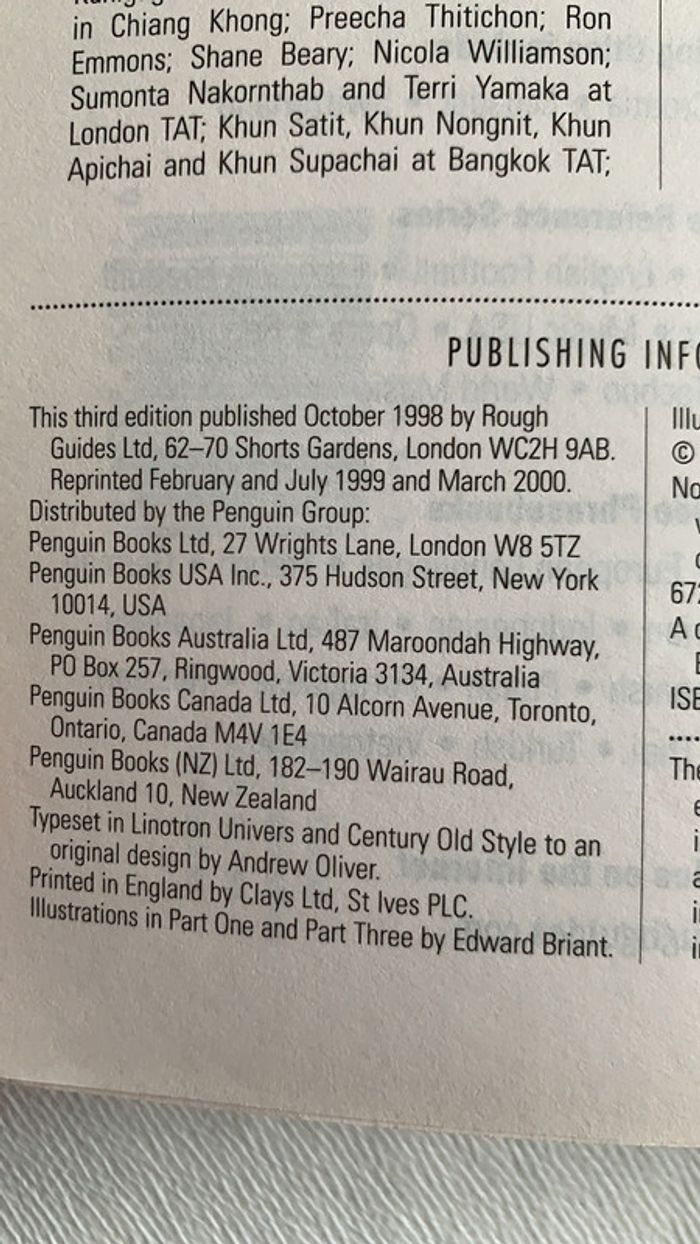 in Chiang Khong; Preecha Thitichon; Ron
Emmons; Shane Beary; Nicola Williamson;
Sumonta Nakornthab and Terri Yamaka at
London TAT; Khun Satit, Khun Nongnit, Khun
Apichai and Khun Supachai at Bangkok TAT;
PUBLISHING INFO
This third edition published October 1998 by Rough
Guides Ltd, 62–70 Shorts Gardens, London WC2H 9AB.
Reprinted February and July 1999 and March 2000.
Distributed by the Penguin Group:
Penguin Books Ltd, 27 Wrights Lane, London W8 5TZ
Penguin Books USA Inc., 375 Hudson Street, New York
10014, USA
Penguin Books Australia Ltd, 487 Maroondah Highway,
PO Box 257, Ringwood, Victoria 3134, Australia
Penguin Books Canada Ltd, 10 Alcorn Avenue, Toronto,
Ontario, Canada M4V 1E4
Penguin Books (NZ) Ltd, 182–190 Wairau Road,
Auckland 10, New Zealand
Typeset in Linotron Univers and Century Old Style to an
original design by Andrew Oliver.
Printed in England by Clays Ltd, St Ives PLC.
Illustrations in Part One and Part Three by Edward Briant.
Illu
©
No
67
A
ISB
The